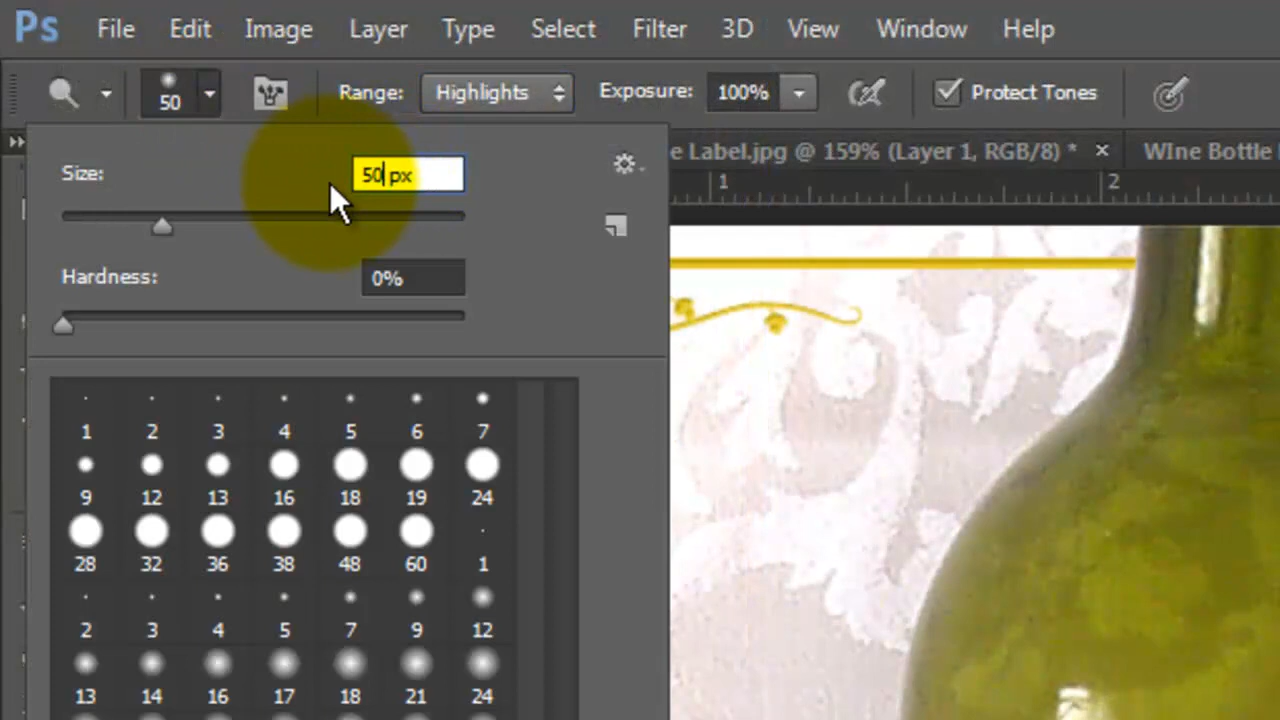 Ps File Edit Image Layer Type Select Filter 3D View Window Help
50 Range: Highlights Exposure: 100% Protect Tones
e Label.jpg @ 159% (Layer 1, RGB/8) * × WIne Bottle
Size: 50 px
1 2
Hardness: 0%
1 2 3 4 5 6 7
9 12 13 16 18 19 24
28 32 36 38 48 60 1
2 3 4 5 7 9 12
13 14 16 17 18 21 24